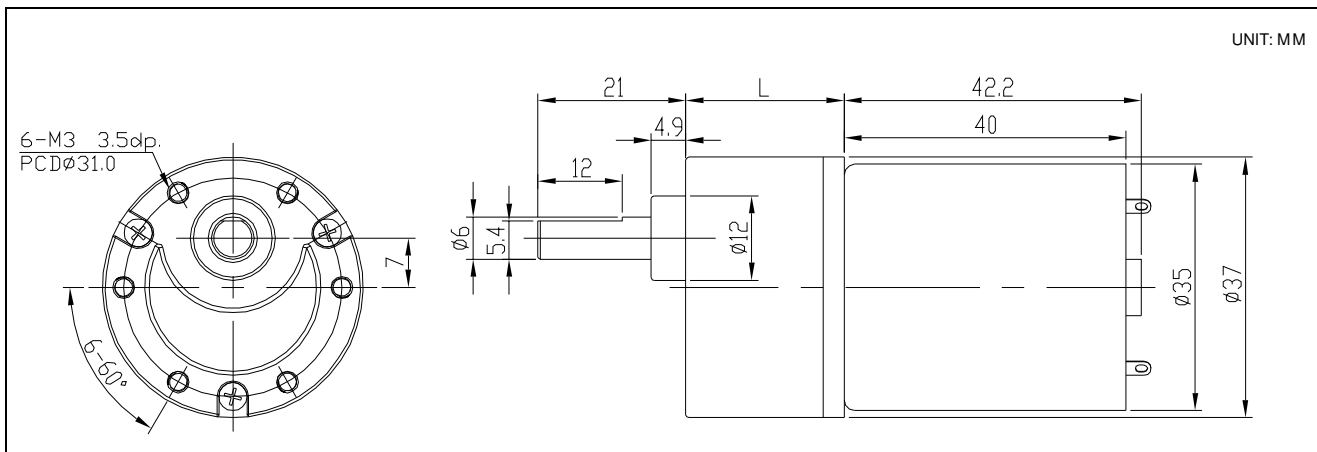 UNIT: MM
21
L
42.2
4.9
40
6-M3 3.5dp.
PCDØ31.0
12
Ø6
5.4
Ø12
7
Ø35
Ø37
6-60°